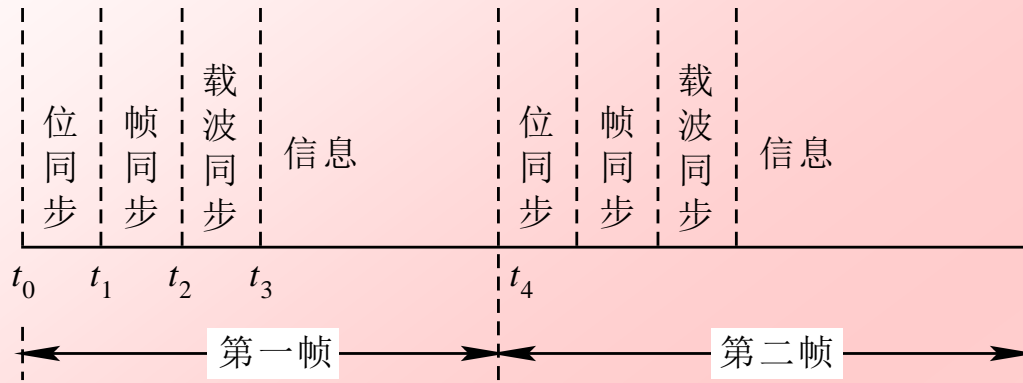 位同步
帧同步
载波同步
信息
位同步
帧同步
载波同步
信息
t₀ t₁ t₂ t₃ t₄
第一帧 第二帧